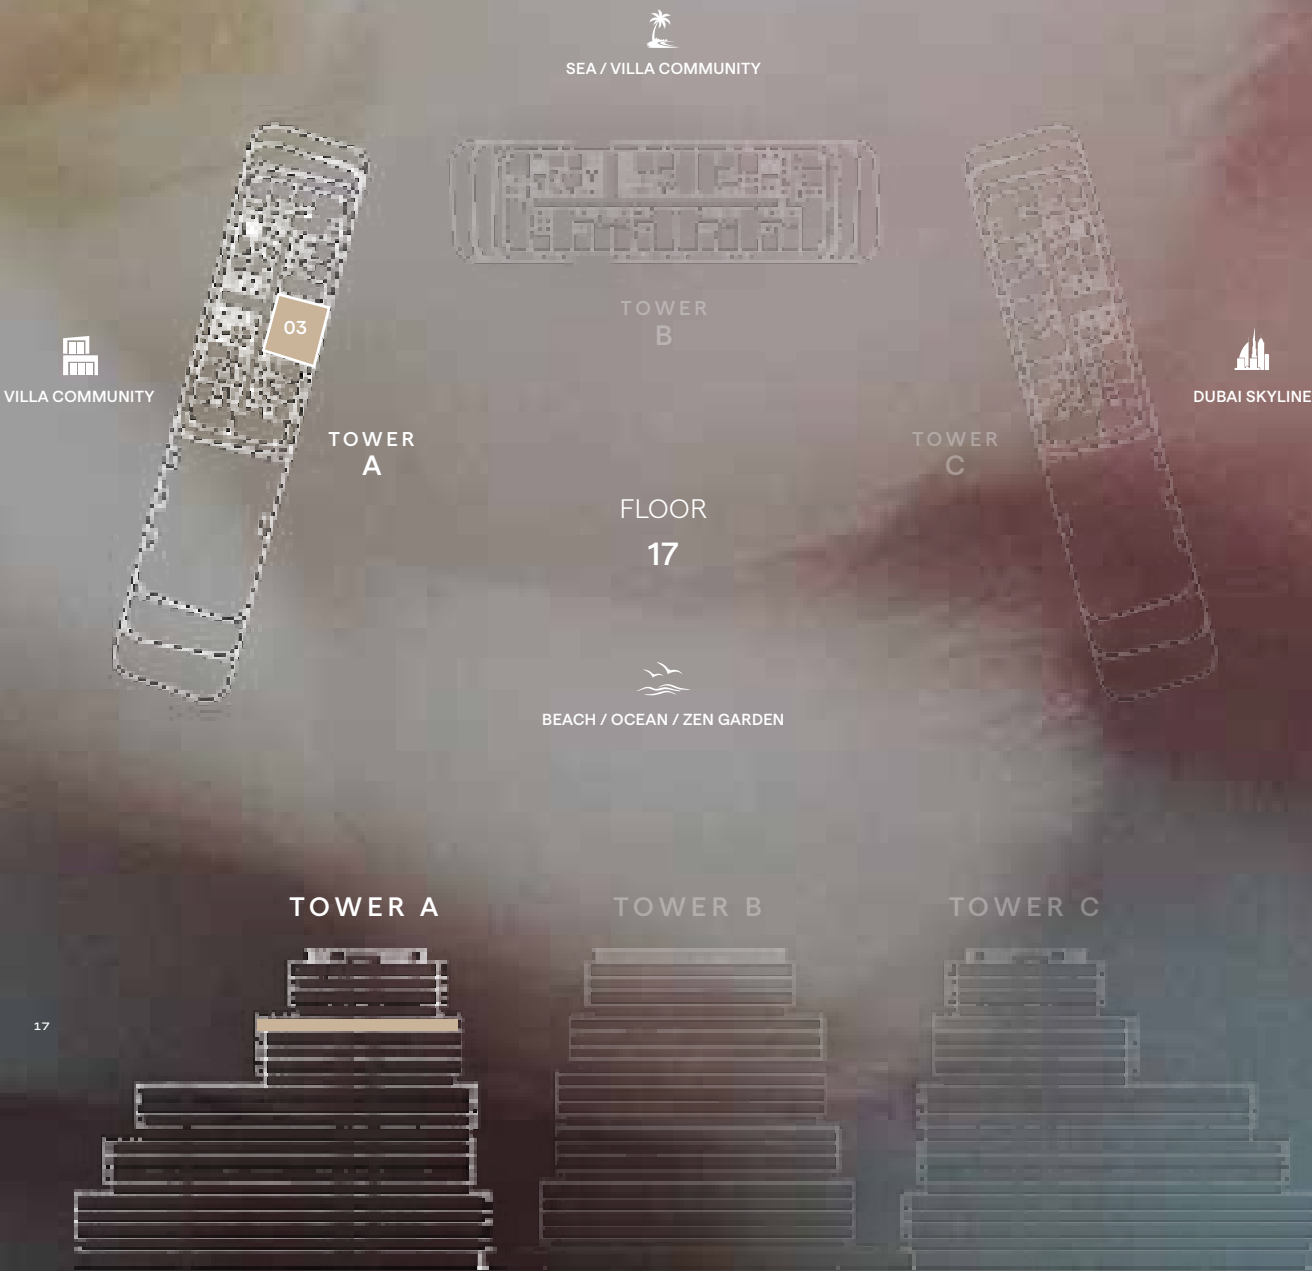 SEA / VILLA COMMUNITY
03
TOWER
B
VILLA COMMUNITY
DUBAI SKYLINE
TOWER
A
TOWER
C
FLOOR
17
BEACH / OCEAN / ZEN GARDEN
TOWER A
TOWER B
TOWER C
17